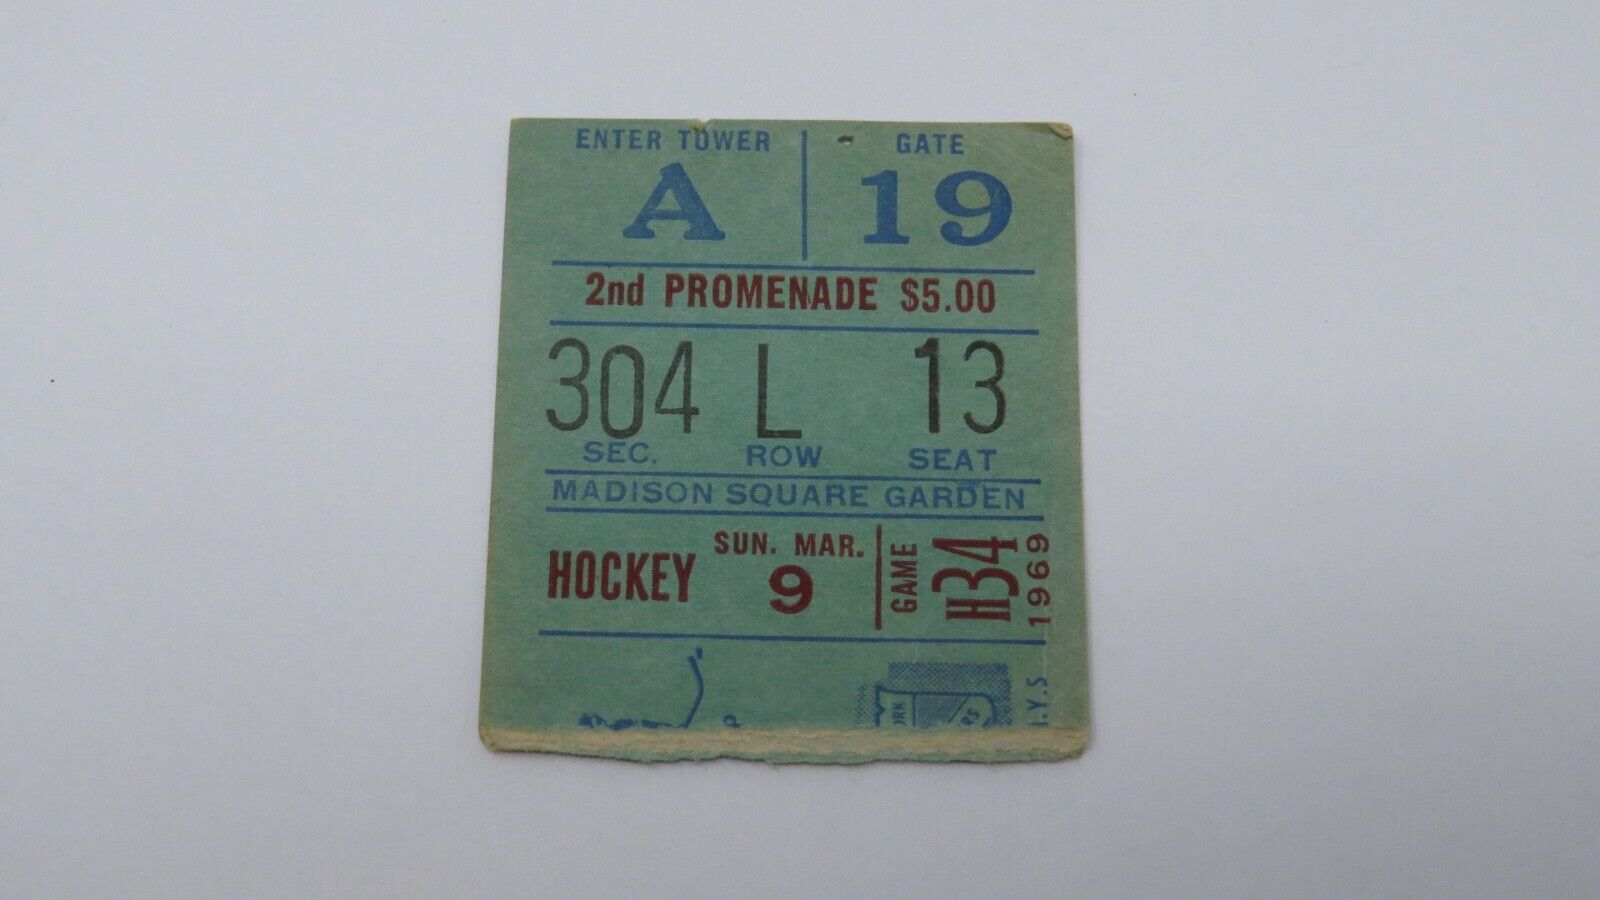 ENTER TOWER GATE
A 19
2nd PROMENADE $5.00
304 L 13
SEC. ROW SEAT
MADISON SQUARE GARDEN
HOCKEY SUN. MAR. 9 GAME H34 1969